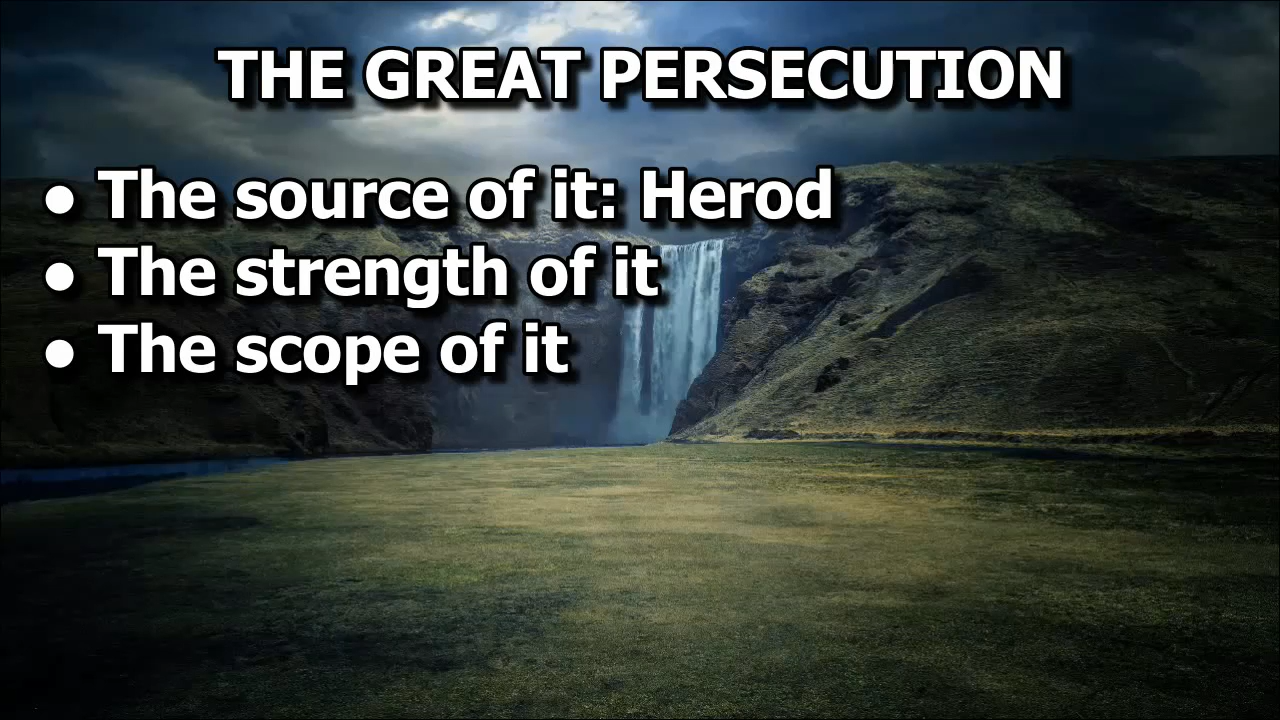 THE GREAT PERSECUTION
● The source of it: Herod
● The strength of it
● The scope of it